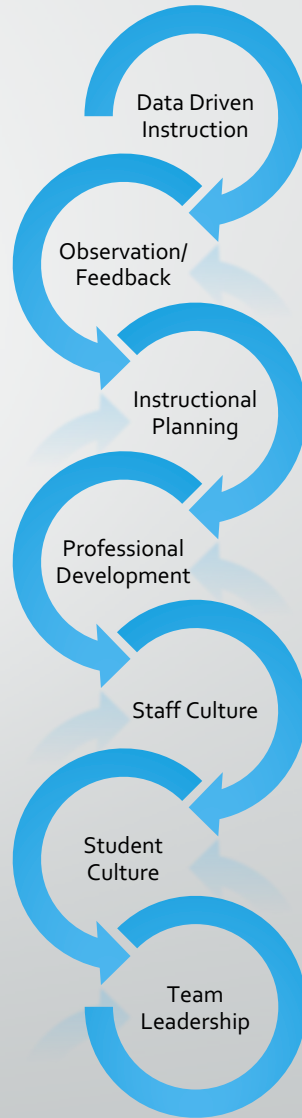 Data Driven
Instruction
Observation/
Feedback
Instructional
Planning
Professional
Development
Staff Culture
Student
Culture
Team
Leadership